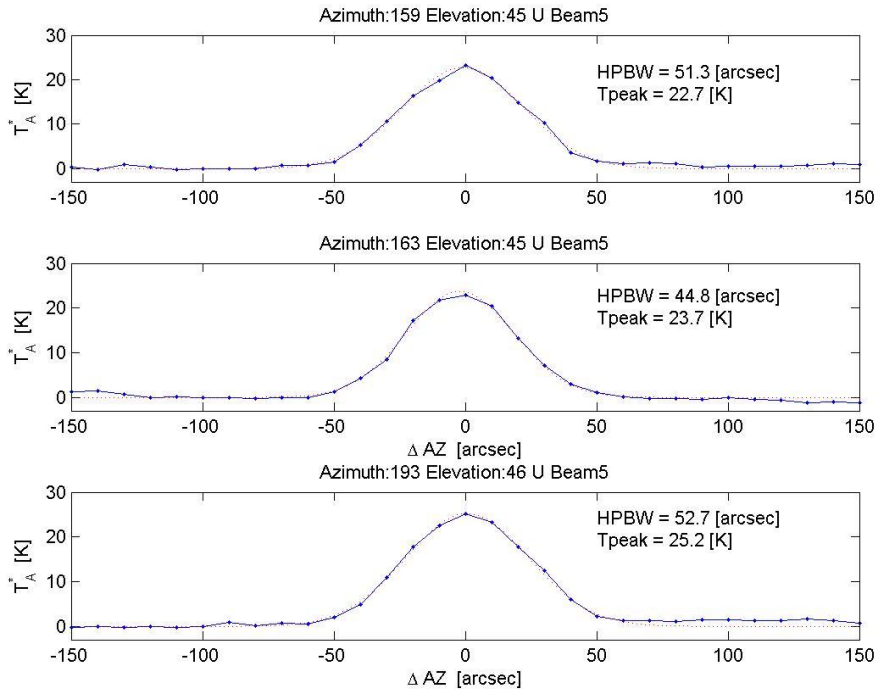 Azimuth:159 Elevation:45 U Beam5
30
20
10
0
T*A [K]
HPBW = 51.3 [arcsec]
Tpeak = 22.7 [K]
-150 -100 -50 0 50 100 150
Azimuth:163 Elevation:45 U Beam5
30
20
10
0
T*A [K]
HPBW = 44.8 [arcsec]
Tpeak = 23.7 [K]
-150 -100 -50 0 50 100 150
Δ AZ [arcsec]
Azimuth:193 Elevation:46 U Beam5
30
20
10
0
T*A [K]
HPBW = 52.7 [arcsec]
Tpeak = 25.2 [K]
-150 -100 -50 0 50 100 150
Δ AZ [arcsec]